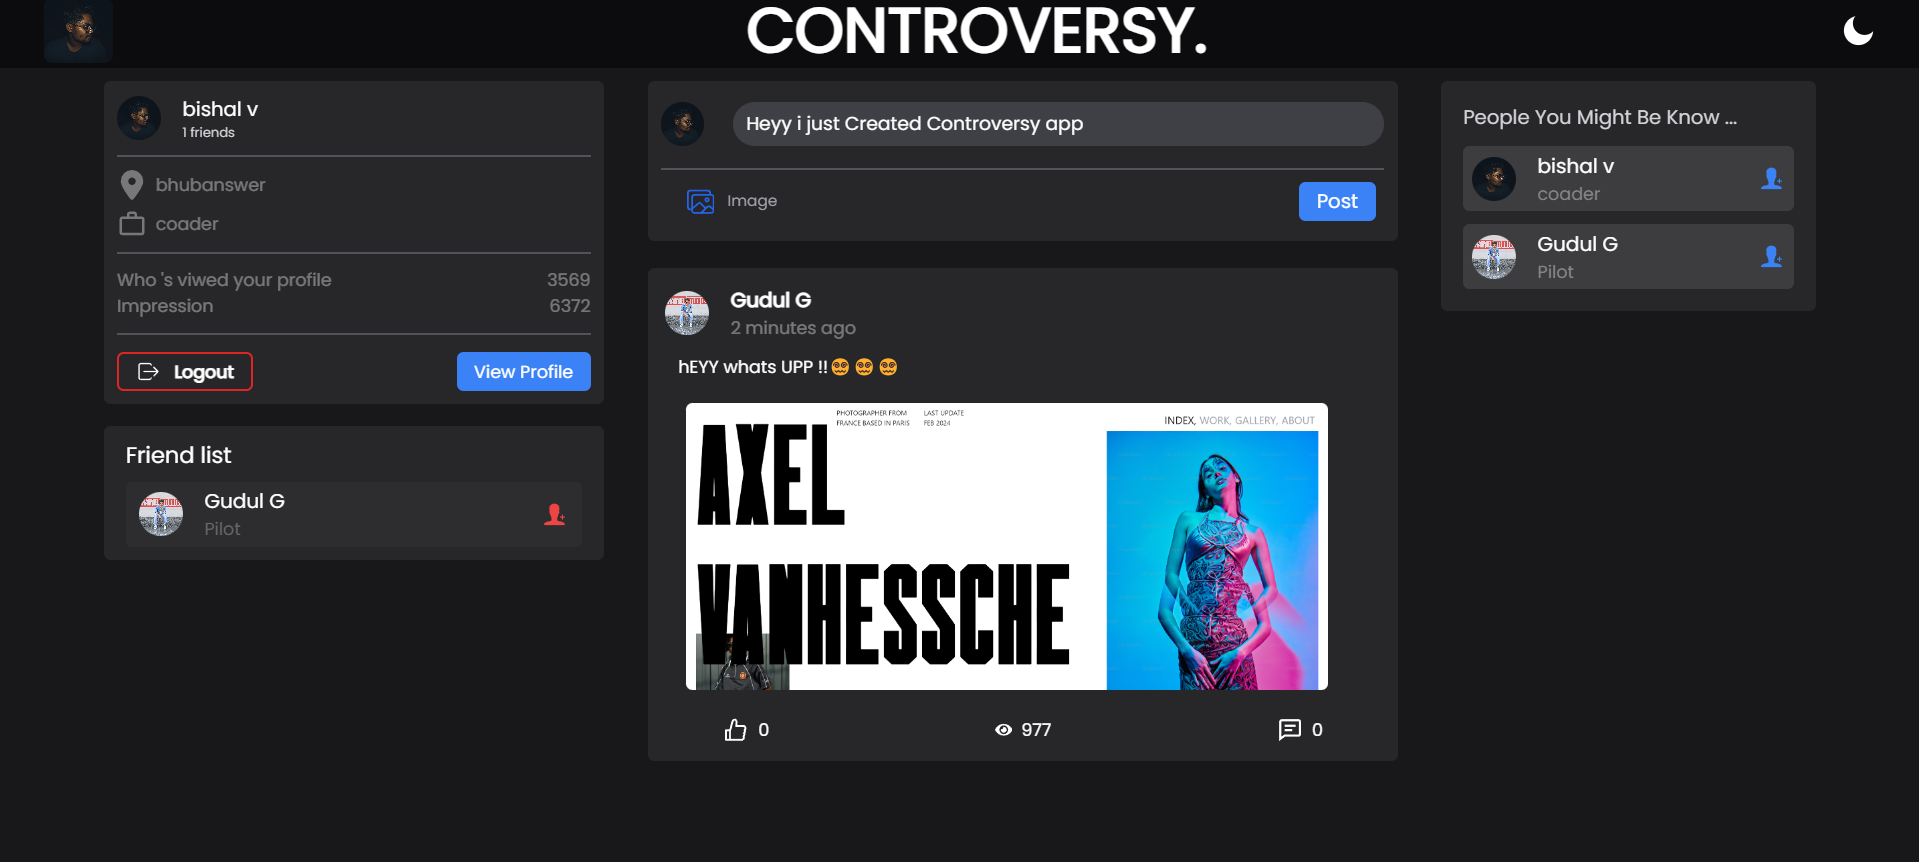 CONTROVERSY.
bishal v
1 friends
bhubanswer
coader
Who 's viwed your profile 3569
Impression 6372
Logout View Profile
Friend list
Gudul G
Pilot
Heyy i just Created Controversy app
Image Post
Gudul G
2 minutes ago
hEYY whats UPP !!😵‍💫 😵‍💫 😵‍💫
PHOTOGRAPHER FROM LAST UPDATE
FRANCE BASED IN PARIS FEB 2024
INDEX, WORK, GALLERY, ABOUT
AXEL
VANHESSCHE
0 977 0
People You Might Be Know ...
bishal v
coader
Gudul G
Pilot